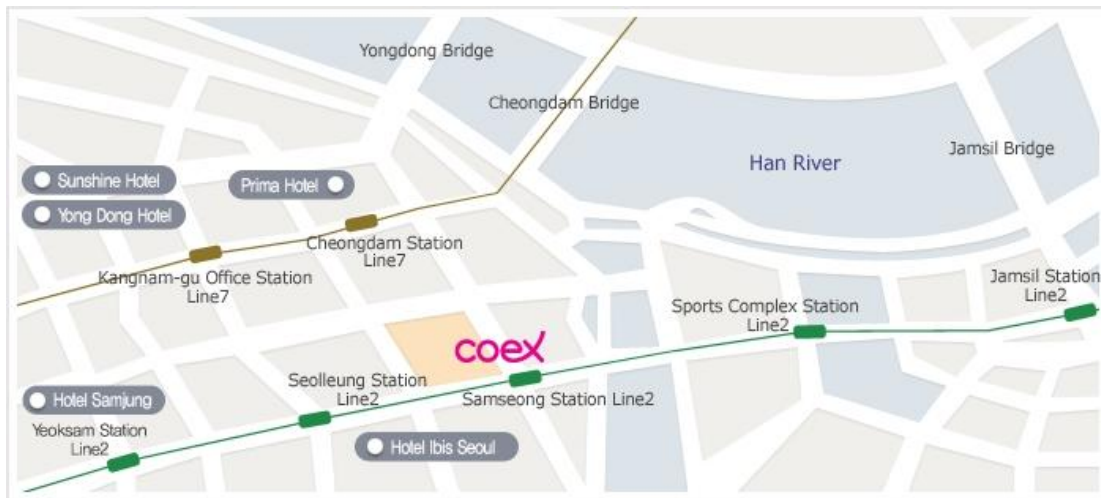 Yongdong Bridge
Cheongdam Bridge
Han River
Jamsil Bridge
Sunshine Hotel
Prima Hotel
Yong Dong Hotel
Cheongdam Station
Line7
Kangnam-gu Office Station
Line7
Jamsil Station
Line2
Sports Complex Station
Line2
coex
Seolleung Station
Line2
Samseong Station Line2
Hotel Samjung
Yeoksam Station
Line2
Hotel Ibis Seoul